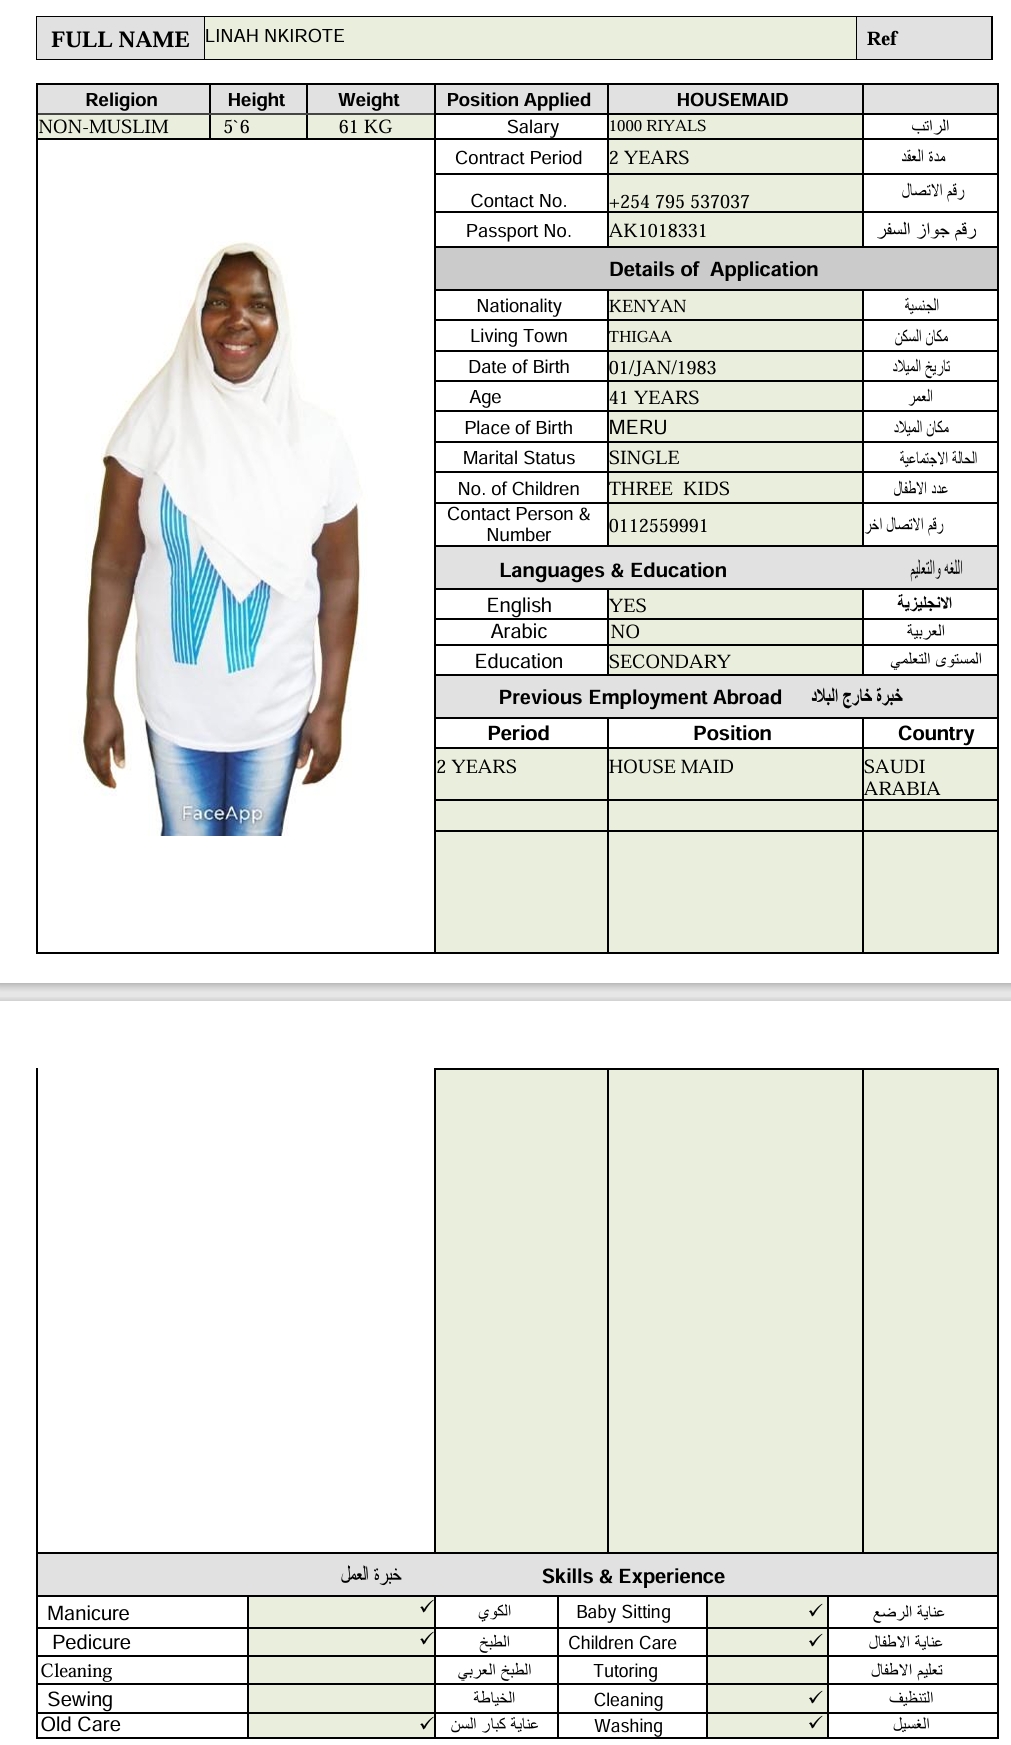 FULL NAME LINAH NKIROTE Ref
Religion Height Weight Position Applied HOUSEMAID
NON-MUSLIM 5`6 61 KG Salary 1000 RIYALS الراتب
Contract Period 2 YEARS مدة العقد
Contact No. +254 795 537037 رقم الاتصال
Passport No. AK1018331 رقم جواز السفر
Details of Application
Nationality KENYAN الجنسية
Living Town THIGAA مكان السكن
Date of Birth 01/JAN/1983 تاريخ الميلاد
Age 41 YEARS العمر
Place of Birth MERU مكان الميلاد
Marital Status SINGLE الحالة الاجتماعية
No. of Children THREE KIDS عدد الاطفال
Contact Person &
Number 0112559991 رقم الاتصال اخر
Languages & Education اللغه والتعليم
English YES الانجليزية
Arabic NO العربية
Education SECONDARY المستوى التعلمي
Previous Employment Abroad خبرة خارج البلاد
Period Position Country
2 YEARS HOUSE MAID SAUDI
ARABIA
W
FaceApp
خبرة العمل Skills & Experience
Manicure ✓ الكوي Baby Sitting ✓ عناية الرضع
Pedicure ✓ الطبخ Children Care ✓ عناية الاطفال
Cleaning الطبخ العربي Tutoring تعليم الاطفال
Sewing الخياطة Cleaning ✓ التنظيف
Old Care ✓ عناية كبار السن Washing ✓ الغسيل